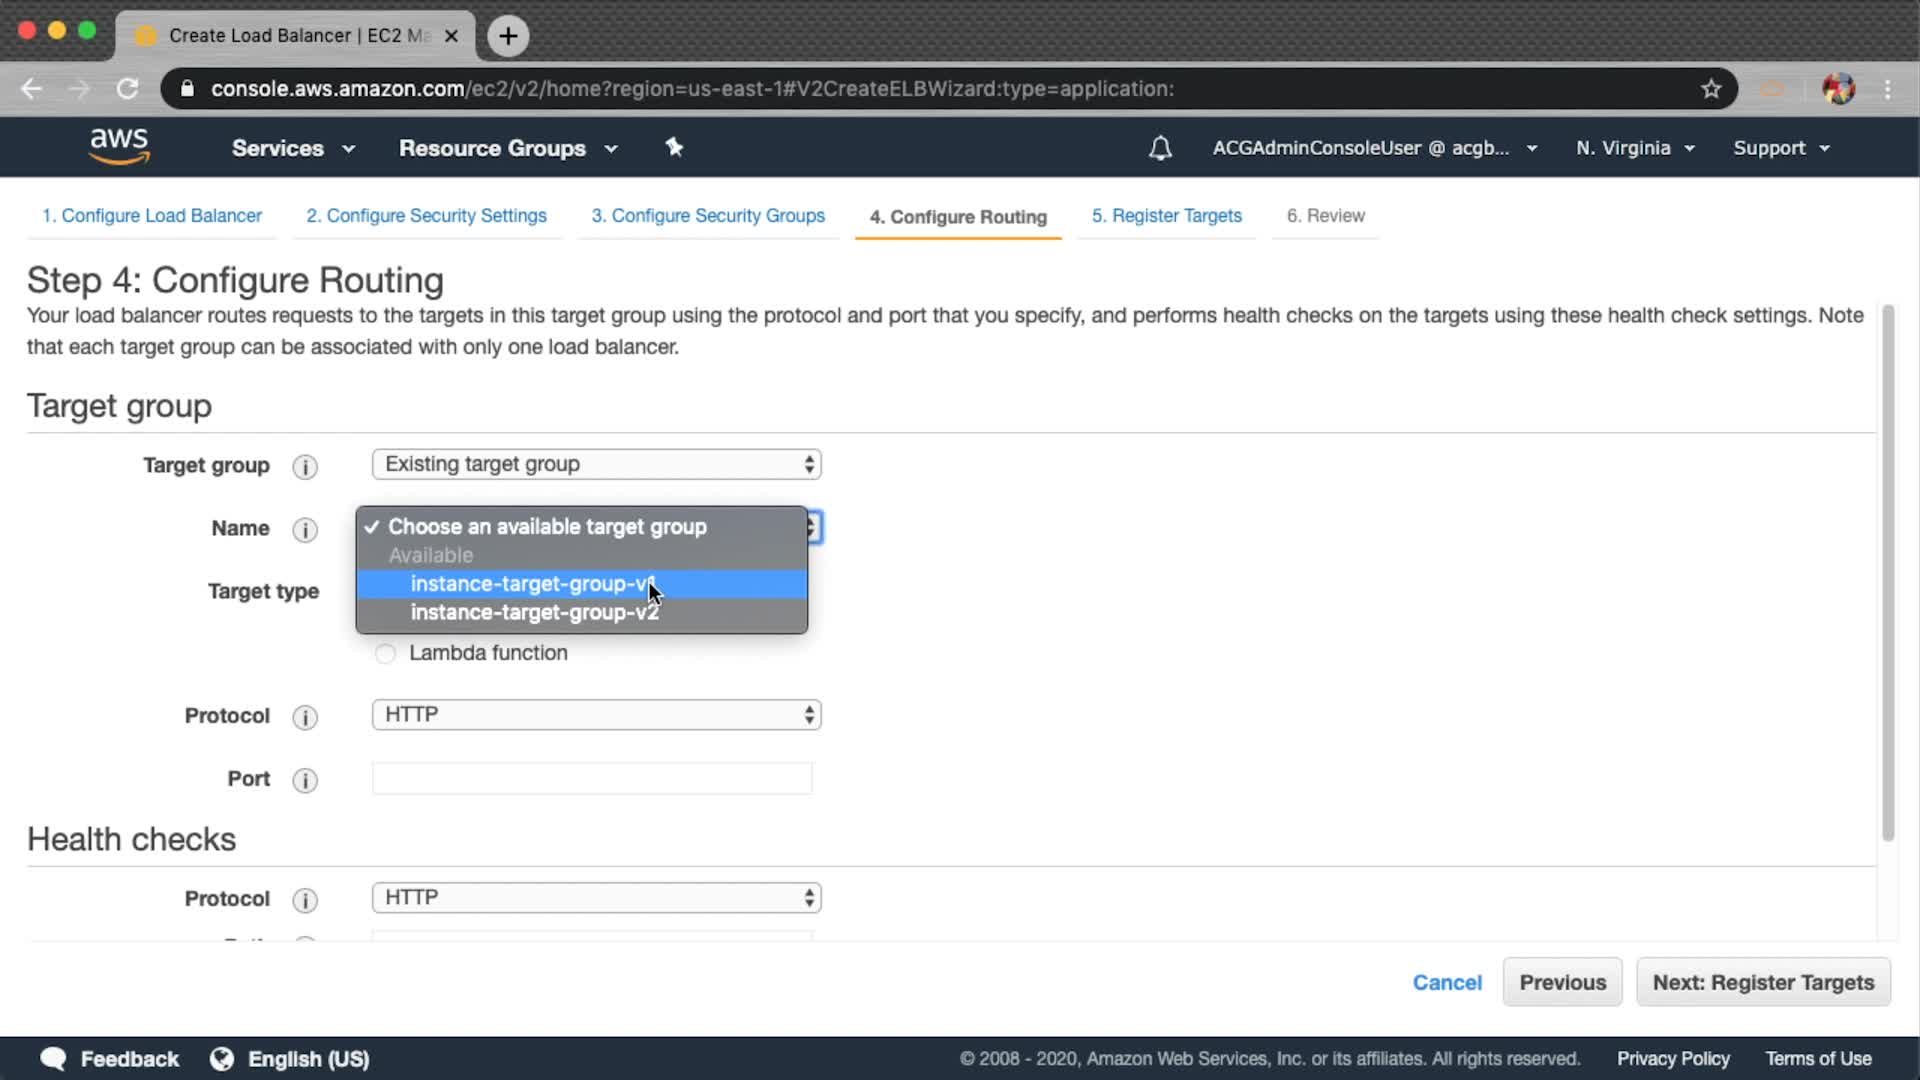 Create Load Balancer | EC2 Ma
console.aws.amazon.com/ec2/v2/home?region=us-east-1#V2CreateELBWizard:type=application:
aws
Services
Resource Groups
ACGAdminConsoleUser @ acgb...
N. Virginia
Support
1. Configure Load Balancer
2. Configure Security Settings
3. Configure Security Groups
4. Configure Routing
5. Register Targets
6. Review
Step 4: Configure Routing
Your load balancer routes requests to the targets in this target group using the protocol and port that you specify, and performs health checks on the targets using these health check settings. Note
that each target group can be associated with only one load balancer.
Target group
Target group
Existing target group
Name
Choose an available target group
Available
instance-target-group-v1
instance-target-group-v2
Target type
Lambda function
Protocol
HTTP
Port
Health checks
Protocol
HTTP
Cancel
Previous
Next: Register Targets
Feedback
English (US)
© 2008 - 2020, Amazon Web Services, Inc. or its affiliates. All rights reserved.
Privacy Policy
Terms of Use